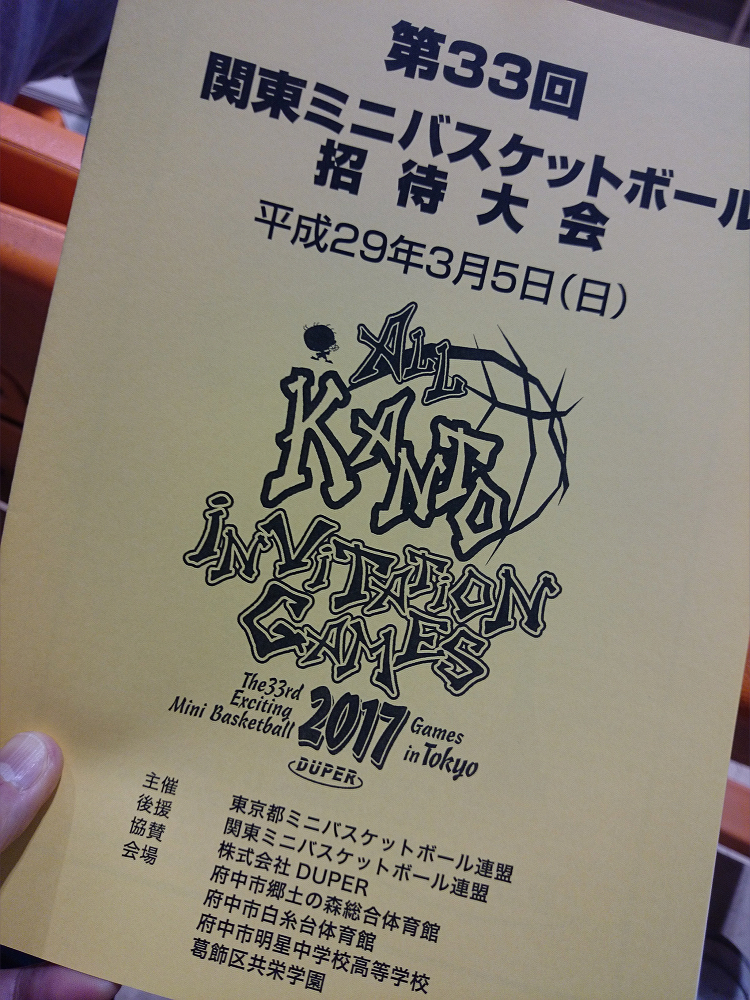 第33回
関東ミニバスケットボール
招待大会
平成29年3月5日(日)
ALL
KANTO
INVITATION
GAMES
The 33rd
Exciting
Mini Basketball
2017
Games
in Tokyo
DUPER
主催 東京都ミニバスケットボール連盟
後援 関東ミニバスケットボール連盟
協賛 株式会社 DUPER
会場 府中市郷土の森総合体育館
府中市白糸台体育館
府中市明星中学校高等学校
葛飾区共栄学園